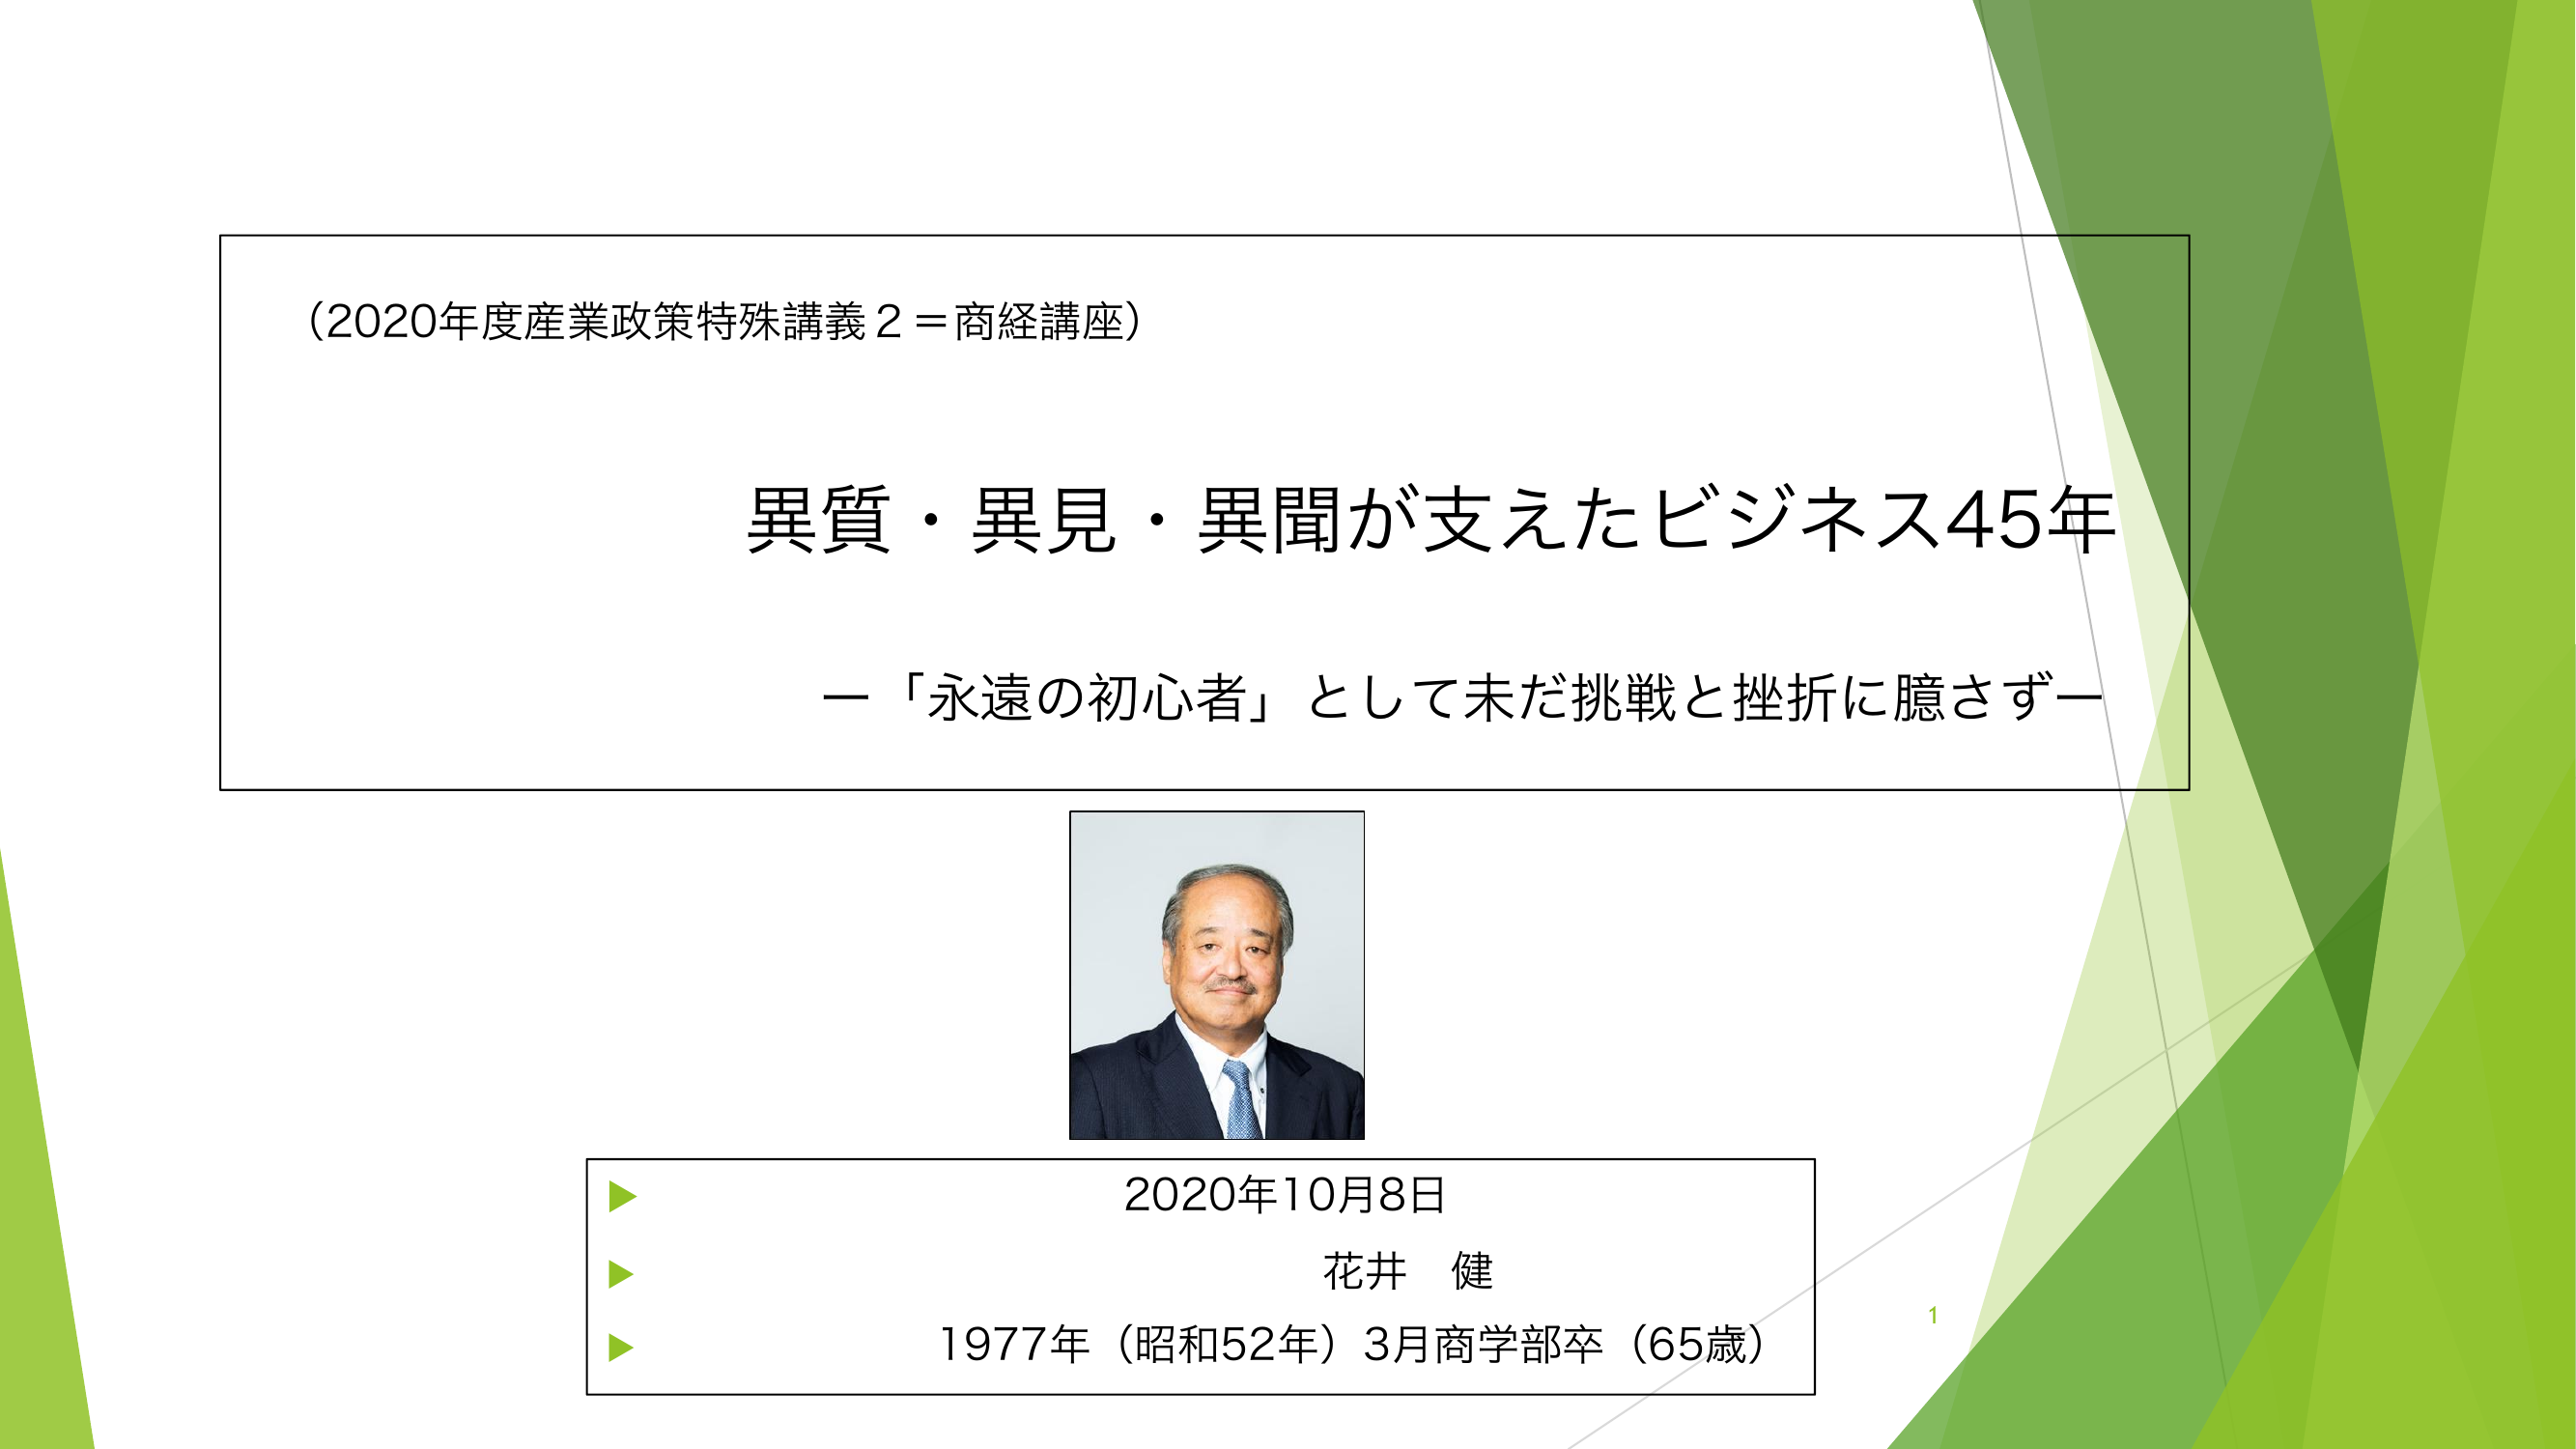 （2020年度産業政策特殊講義２＝商経講座）
異質・異見・異聞が支えたビジネス45年
ー「永遠の初心者」として未だ挑戦と挫折に臆さずー
2020年10月8日
花井　健
1977年（昭和52年）3月商学部卒（65歳）
1